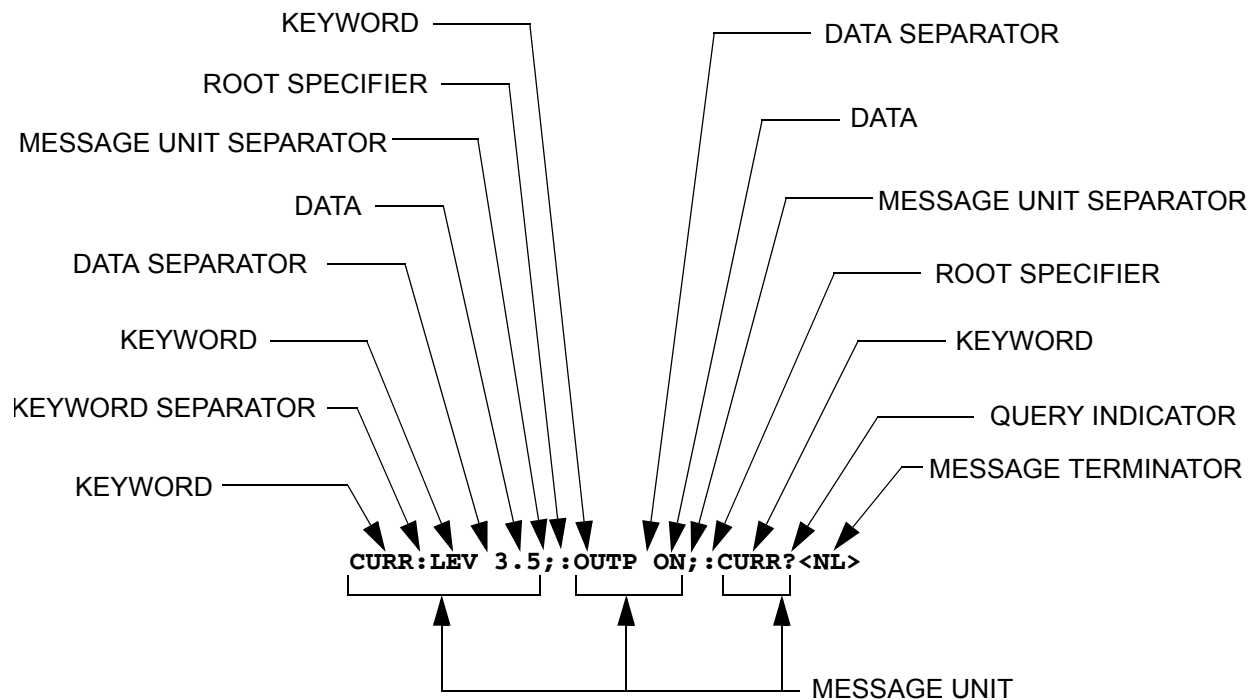 KEYWORD
ROOT SPECIFIER
MESSAGE UNIT SEPARATOR
DATA
DATA SEPARATOR
KEYWORD
KEYWORD SEPARATOR
KEYWORD
DATA SEPARATOR
DATA
MESSAGE UNIT SEPARATOR
ROOT SPECIFIER
KEYWORD
QUERY INDICATOR
MESSAGE TERMINATOR
CURR:LEV 3.5;:OUTP ON;:CURR?<NL>
MESSAGE UNIT